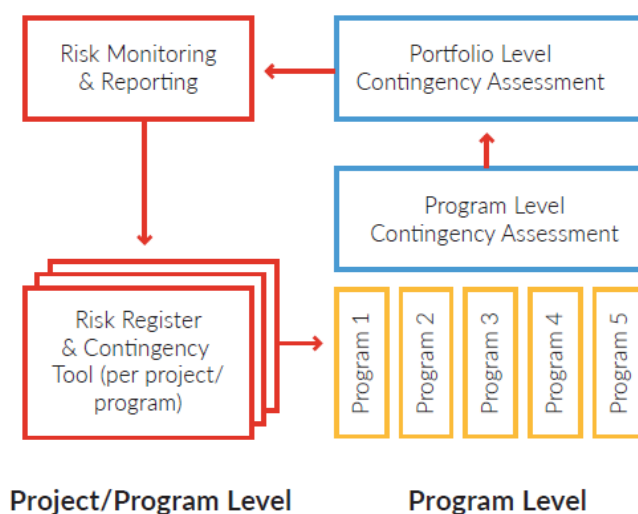 Risk Monitoring
& Reporting
Portfolio Level
Contingency Assessment
Program Level
Contingency Assessment
Risk Register
& Contingency
Tool (per project/
program)
Program 1
Program 2
Program 3
Program 4
Program 5
Project/Program Level
Program Level